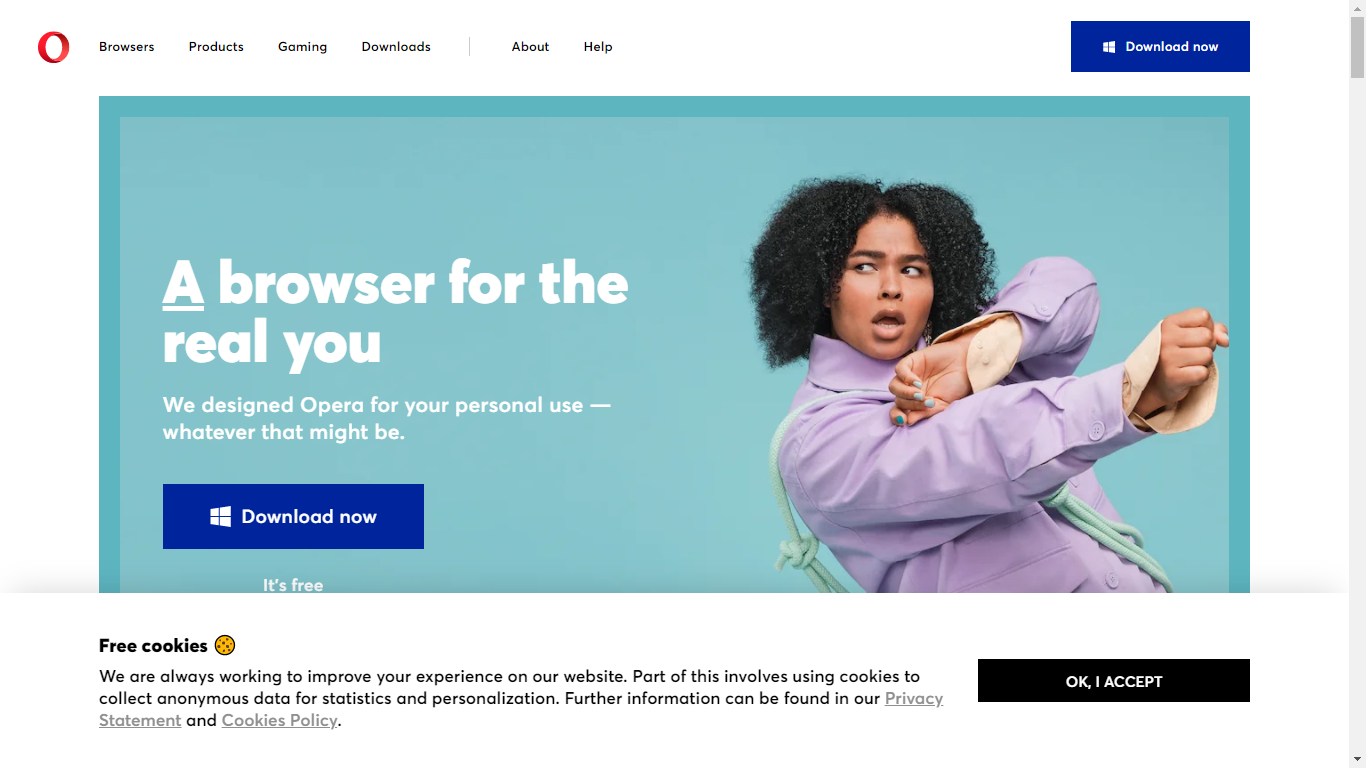 Browsers Products Gaming Downloads About Help Download now
A browser for the
real you
We designed Opera for your personal use —
whatever that might be.
Download now
It's free
Free cookies 🍪
We are always working to improve your experience on our website. Part of this involves using cookies to
collect anonymous data for statistics and personalization. Further information can be found in our Privacy
Statement and Cookies Policy.
OK, I ACCEPT